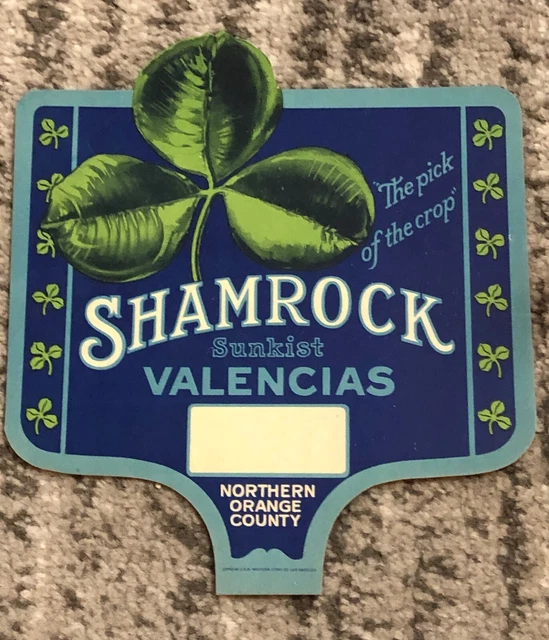 "The pick
of the crop"
SHAMROCK
Sunkist
VALENCIAS
NORTHERN
ORANGE
COUNTY